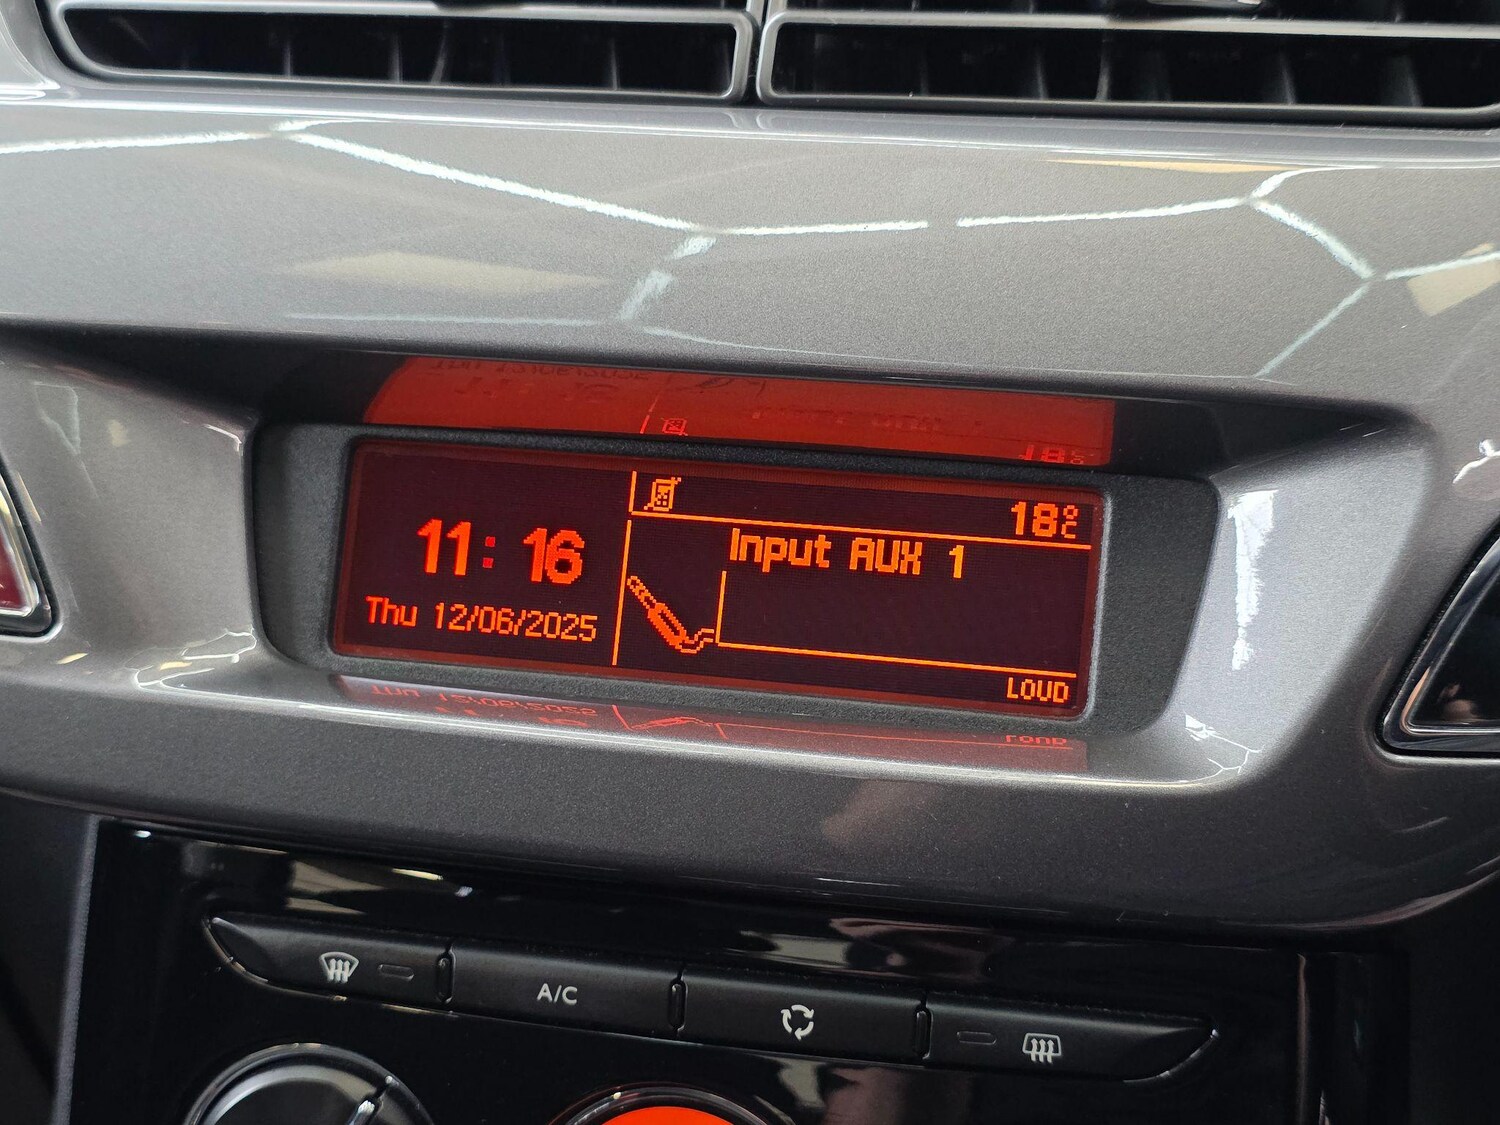 18°C
11:16
Input AUX 1
Thu 12/06/2025
LOUD
A/C